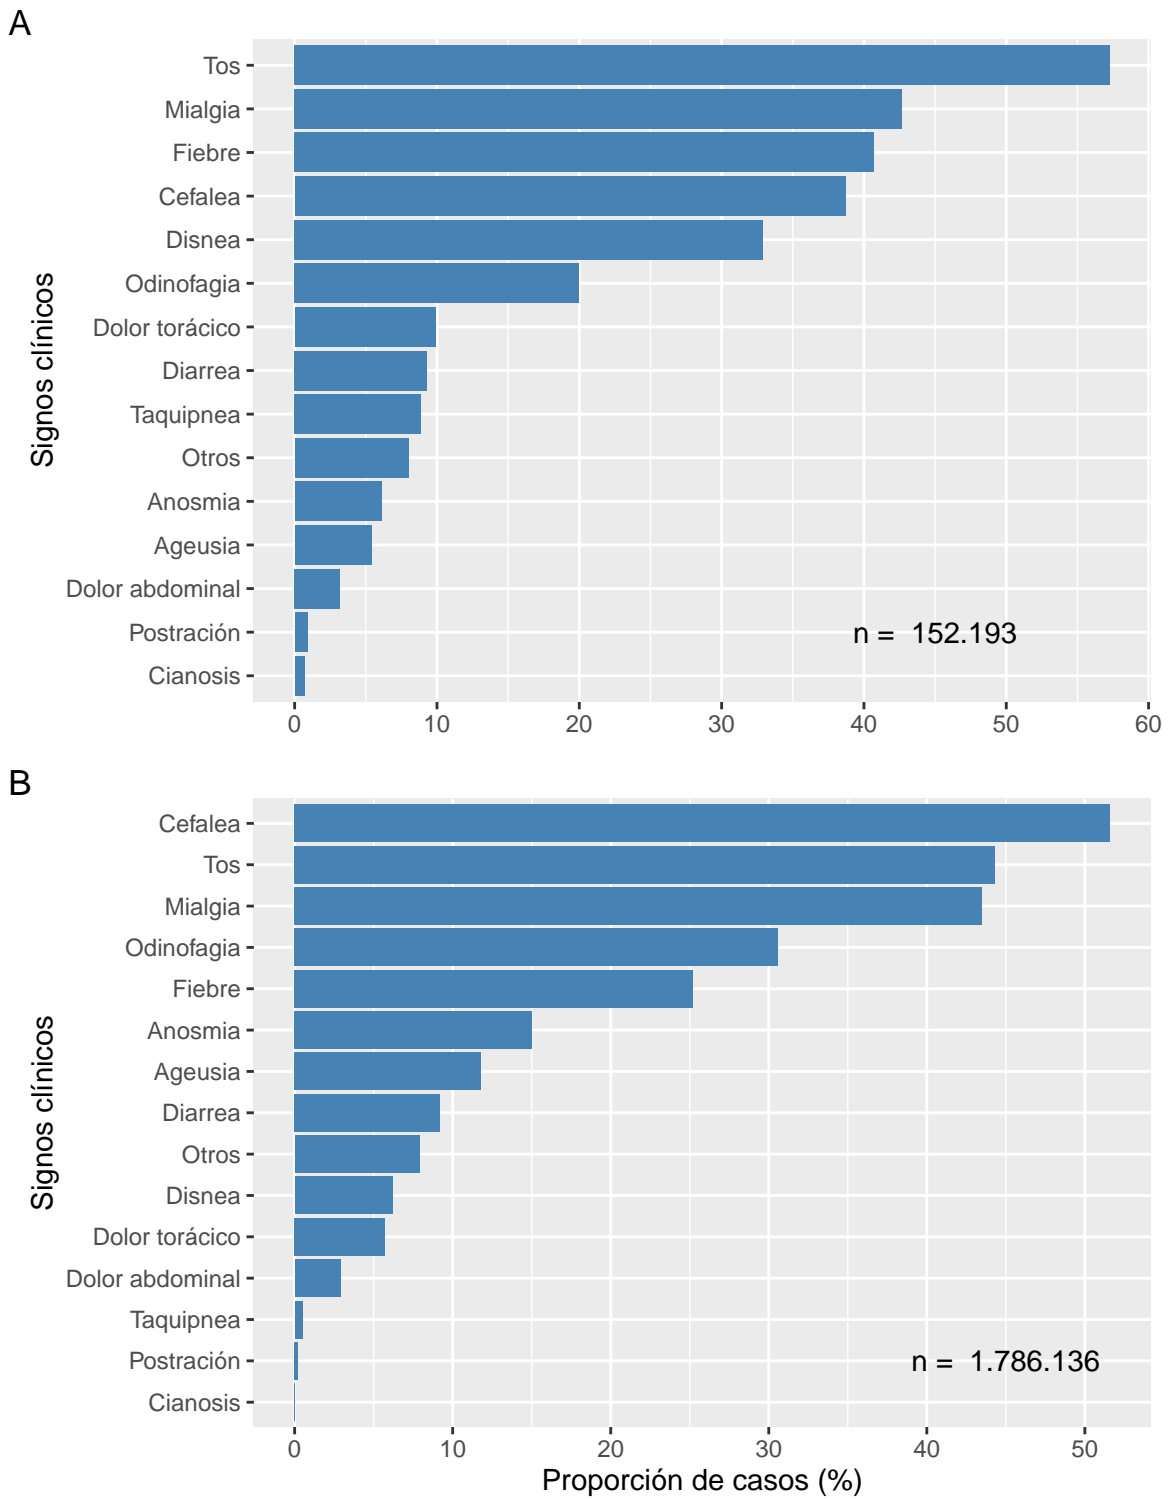 A
Tos
Mialgia
Fiebre
Cefalea
Disnea
Odinofagia
Dolor torácico
Diarrea
Taquipnea
Otros
Anosmia
Ageusia
Dolor abdominal
Postración
Cianosis
Signos clínicos
n = 152.193
0 10 20 30 40 50 60
B
Cefalea
Tos
Mialgia
Odinofagia
Fiebre
Anosmia
Ageusia
Diarrea
Otros
Disnea
Dolor torácico
Dolor abdominal
Taquipnea
Postración
Cianosis
Signos clínicos
n = 1.786.136
0 10 20 30 40 50
Proporción de casos (%)